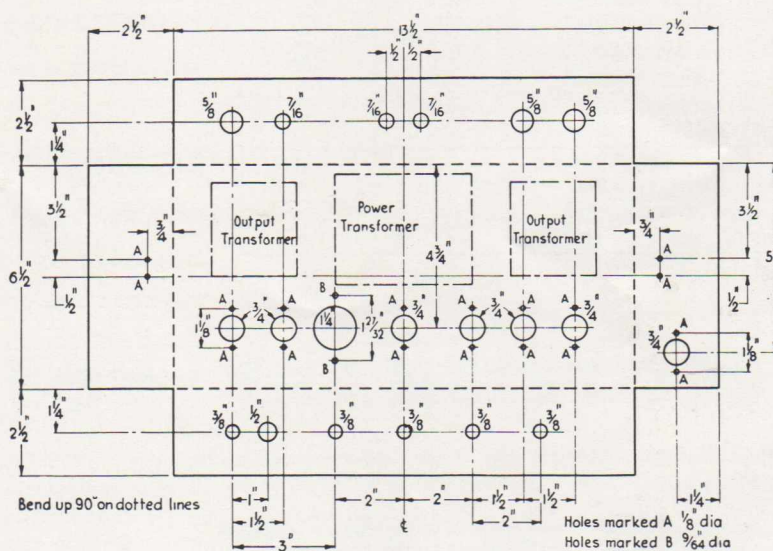 2½" 13½" 2½"
½" ½"
⅝" 7/16" 7/16" 7/16" ⅝" ⅝"
2½"
1¼"
3½"
¾"
6½"
½"
A
A
Output
Transformer
Power
Transformer
4¾"
Output
Transformer
3½"
¾"
A
A
½"
5
A A B A A A A
¾" 1¼ 1 27/32" ¾" ¾" ¾"
1⅛"
A A B A A A A
¾" A
1⅛"
A
1¼"
2½"
⅜" ½" ⅜" ⅜" ⅜" ⅜"
Bend up 90° on dotted lines
1" 2" 2" 1½" 1½" 1¼"
1½" ℄ 2"
3"
Holes marked A ⅛" dia
Holes marked B 9/64" dia